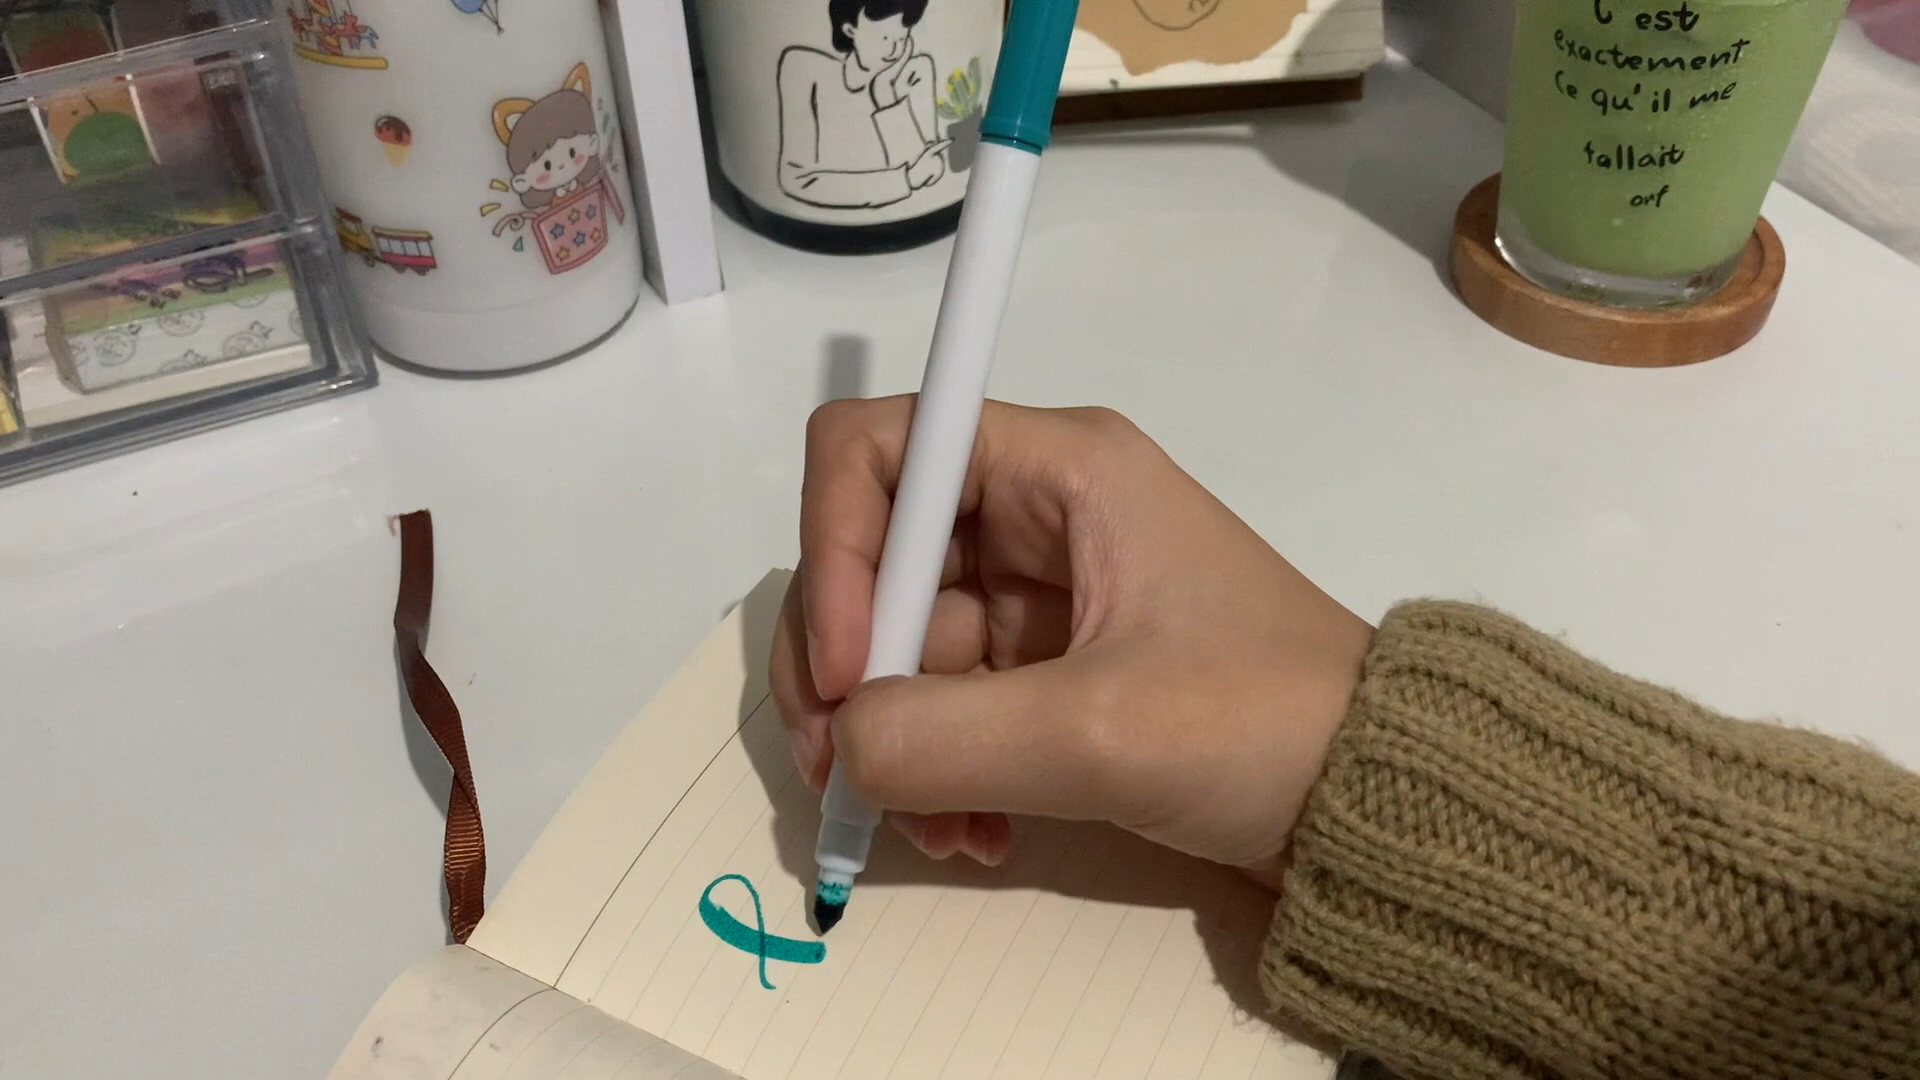 C'est
exactement
Ce qu'il me
fallait
orf
l